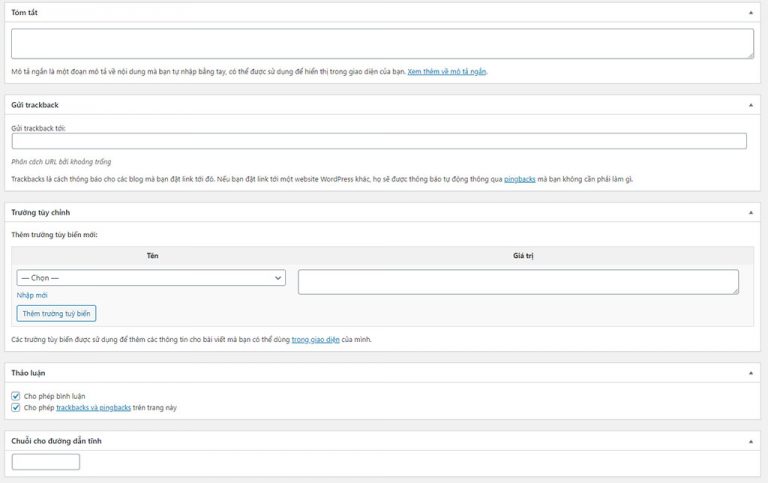 Tóm tắt
Mô tả ngắn là một đoạn mô tả về nội dung mà bạn tự nhập bằng tay, có thể được sử dụng để hiển thị trong giao diện của bạn. Xem thêm về mô tả ngắn.
Gửi trackback
Gửi trackback tới:
Phân cách URL bởi khoảng trống
Trackbacks là cách thông báo cho các blog mà bạn đặt link tới đó. Nếu bạn đặt link tới một website WordPress khác, họ sẽ được thông báo tự động thông qua pingbacks mà bạn không cần phải làm gì.
Trường tùy chỉnh
Thêm trường tùy biến mới:
Tên Giá trị
— Chọn —
Nhập mới
Thêm trường tuỳ biến
Các trường tùy biến được sử dụng để thêm các thông tin cho bài viết mà bạn có thể dùng trong giao diện của mình.
Thảo luận
Cho phép bình luận
Cho phép trackbacks và pingbacks trên trang này
Chuỗi cho đường dẫn tĩnh